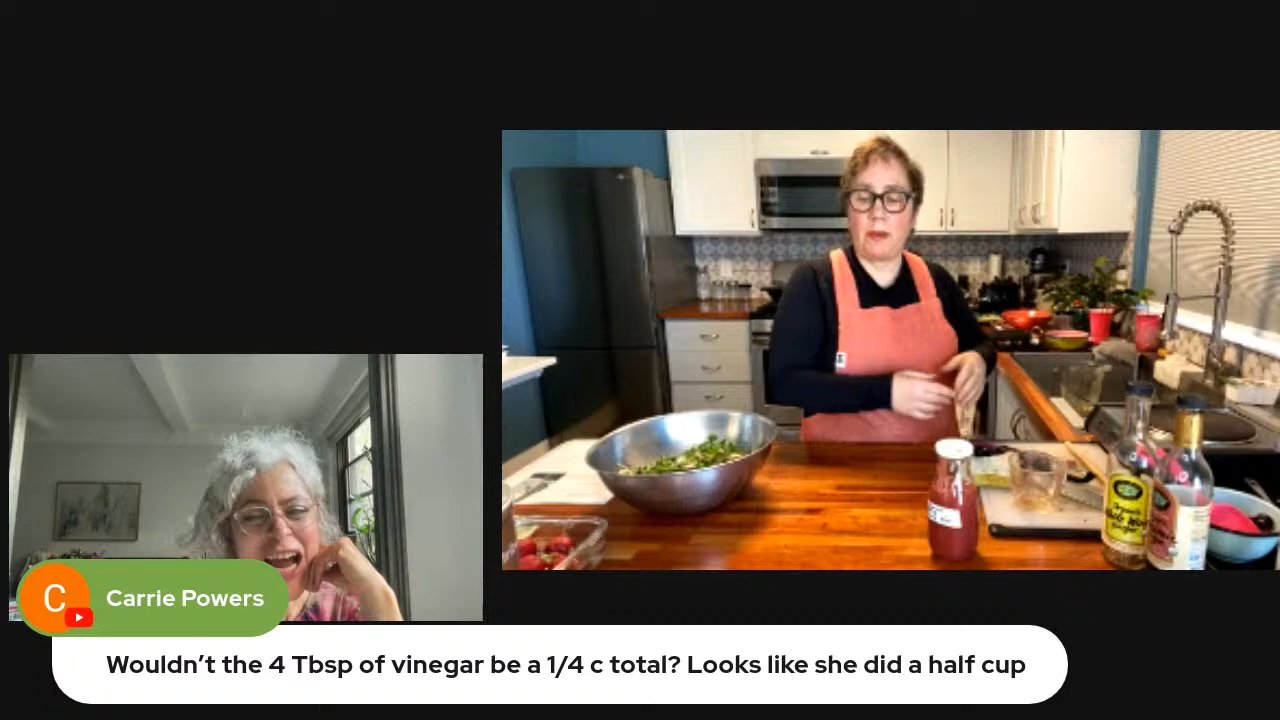 C
Carrie Powers
Wouldn’t the 4 Tbsp of vinegar be a 1/4 c total? Looks like she did a half cup